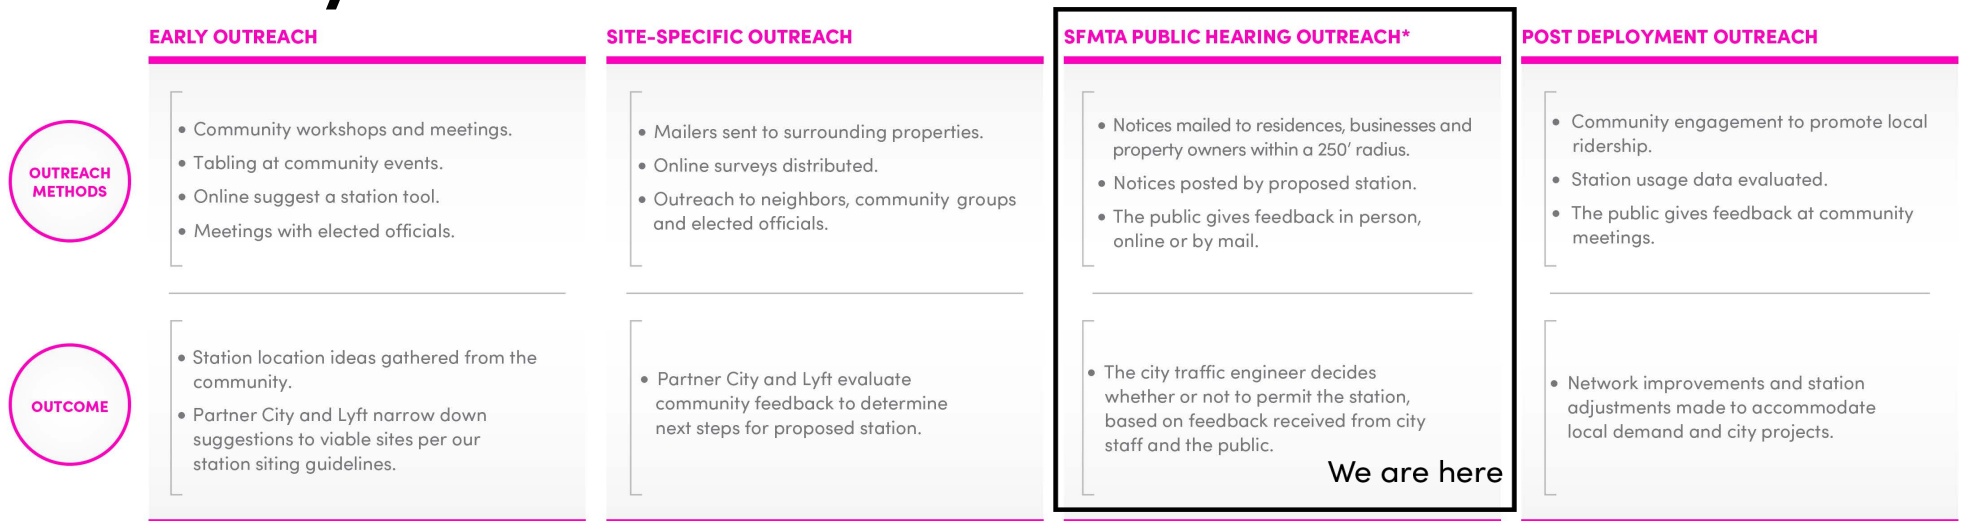 EARLY OUTREACH
SITE-SPECIFIC OUTREACH
SFMTA PUBLIC HEARING OUTREACH*
POST DEPLOYMENT OUTREACH
OUTREACH
METHODS
• Community workshops and meetings.
• Tabling at community events.
• Online suggest a station tool.
• Meetings with elected officials.
• Mailers sent to surrounding properties.
• Online surveys distributed.
• Outreach to neighbors, community groups
and elected officials.
• Notices mailed to residences, businesses and
property owners within a 250' radius.
• Notices posted by proposed station.
• The public gives feedback in person,
online or by mail.
• Community engagement to promote local
ridership.
• Station usage data evaluated.
• The public gives feedback at community
meetings.
OUTCOME
• Station location ideas gathered from the
community.
• Partner City and Lyft narrow down
suggestions to viable sites per our
station siting guidelines.
• Partner City and Lyft evaluate
community feedback to determine
next steps for proposed station.
• The city traffic engineer decides
whether or not to permit the station,
based on feedback received from city
staff and the public.
We are here
• Network improvements and station
adjustments made to accommodate
local demand and city projects.